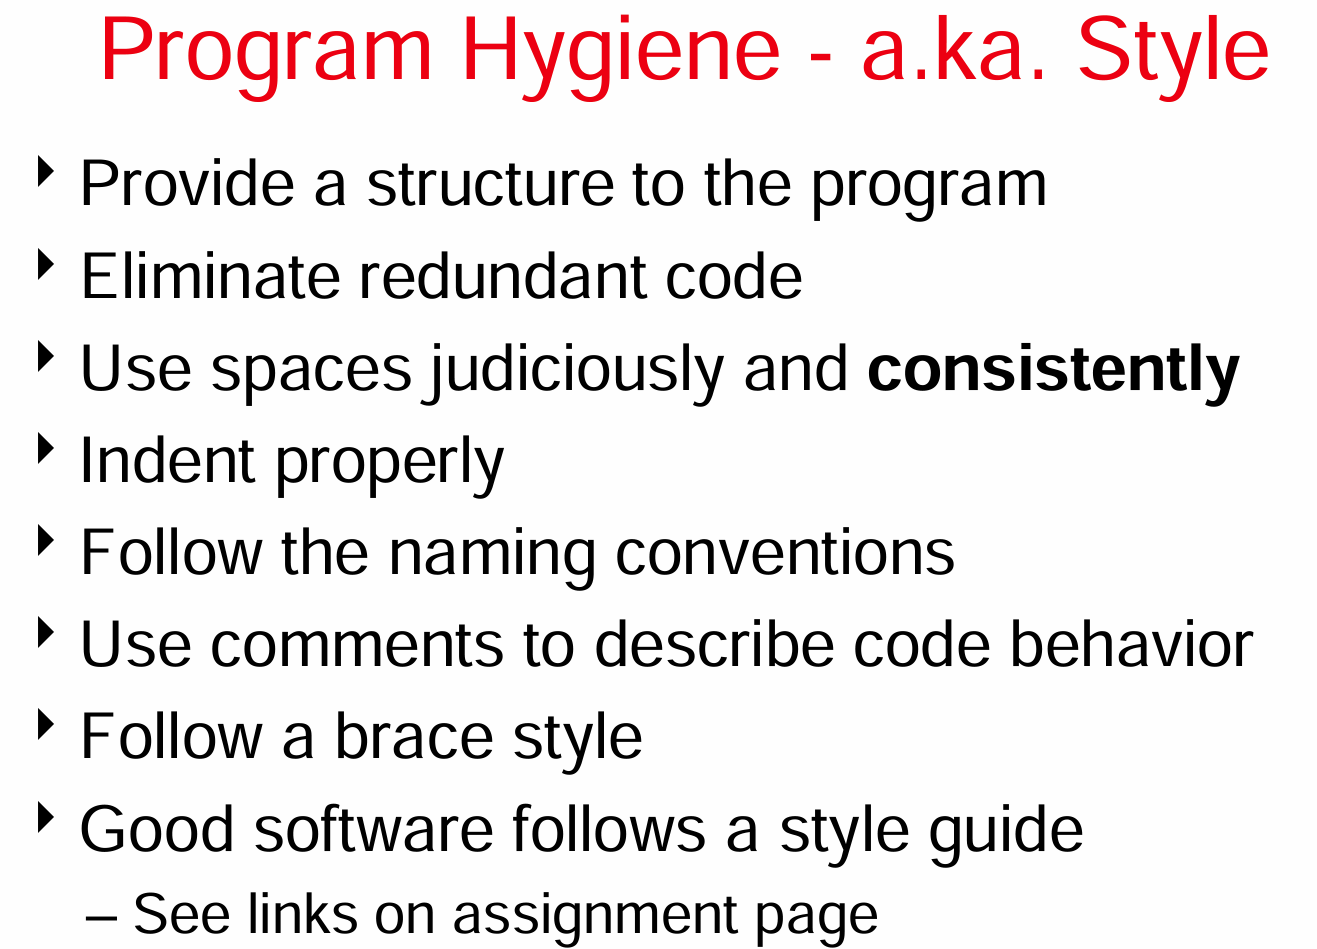 Program Hygiene - a.ka. Style
Provide a structure to the program
Eliminate redundant code
Use spaces judiciously and consistently
Indent properly
Follow the naming conventions
Use comments to describe code behavior
Follow a brace style
Good software follows a style guide
– See links on assignment page